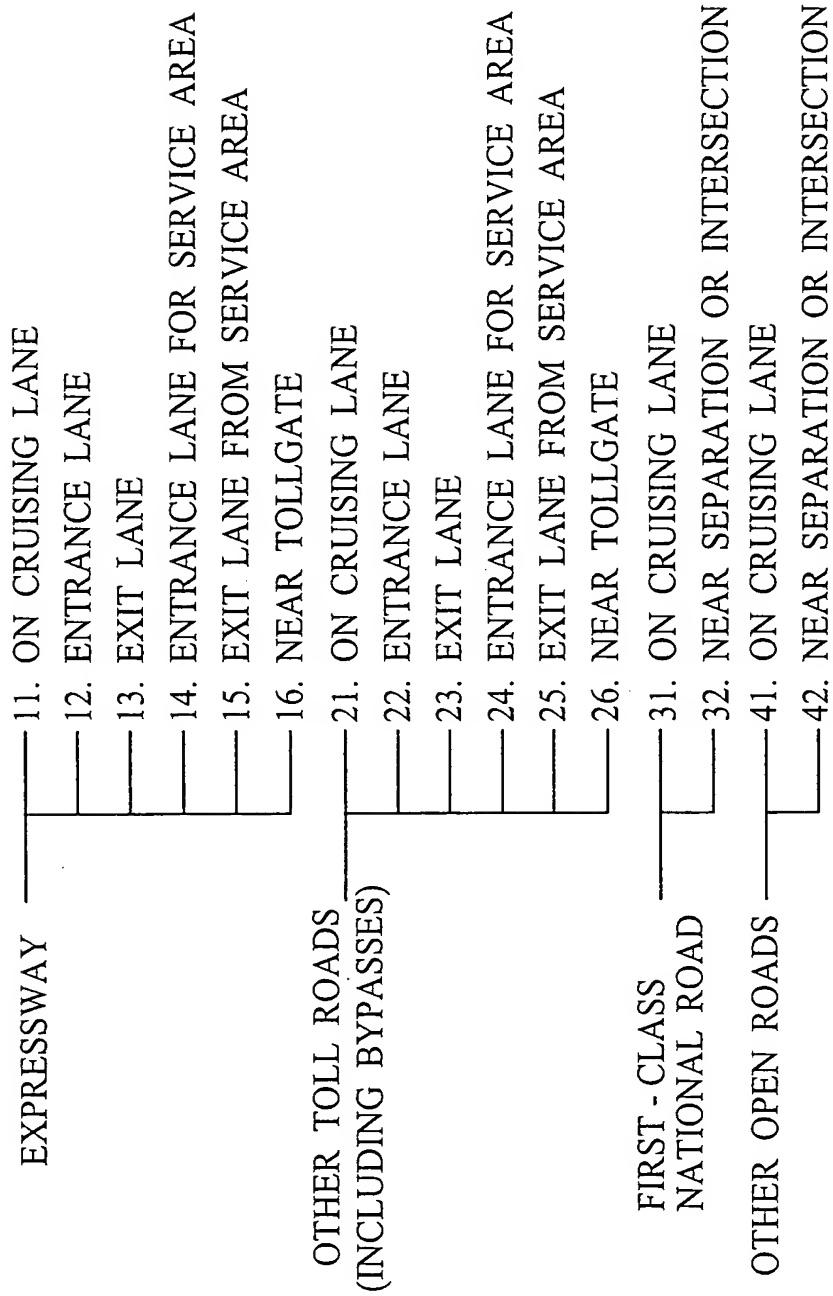 EXPRESSWAY
11. ON CRUISING LANE
12. ENTRANCE LANE
13. EXIT LANE
14. ENTRANCE LANE FOR SERVICE AREA
15. EXIT LANE FROM SERVICE AREA
16. NEAR TOLLGATE
OTHER TOLL ROADS
(INCLUDING BYPASSES)
21. ON CRUISING LANE
22. ENTRANCE LANE
23. EXIT LANE
24. ENTRANCE LANE FOR SERVICE AREA
25. EXIT LANE FROM SERVICE AREA
26. NEAR TOLLGATE
FIRST - CLASS
NATIONAL ROAD
31. ON CRUISING LANE
32. NEAR SEPARATION OR INTERSECTION
OTHER OPEN ROADS
41. ON CRUISING LANE
42. NEAR SEPARATION OR INTERSECTION